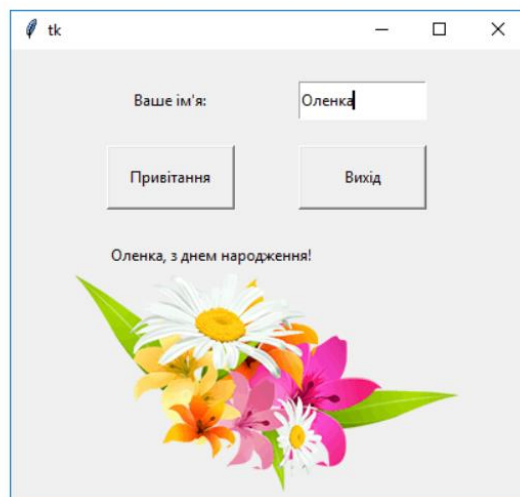 tk
Ваше ім'я: Оленка
Привітання Вихід
Оленка, з днем народження!